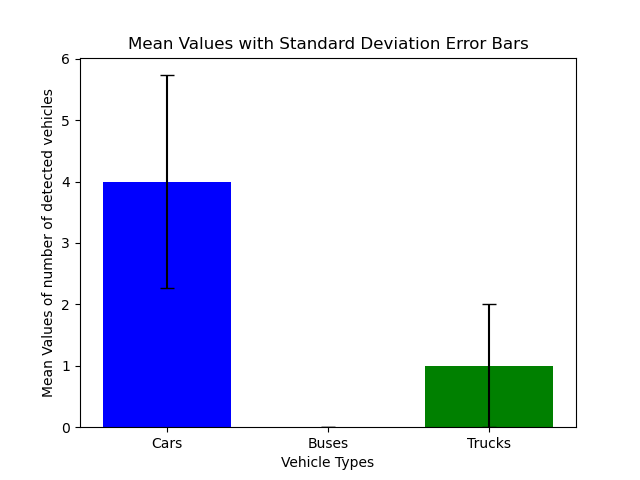 Mean Values with Standard Deviation Error Bars
Mean Values of number of detected vehicles
6
5
4
3
2
1
0
Cars Buses Trucks
Vehicle Types